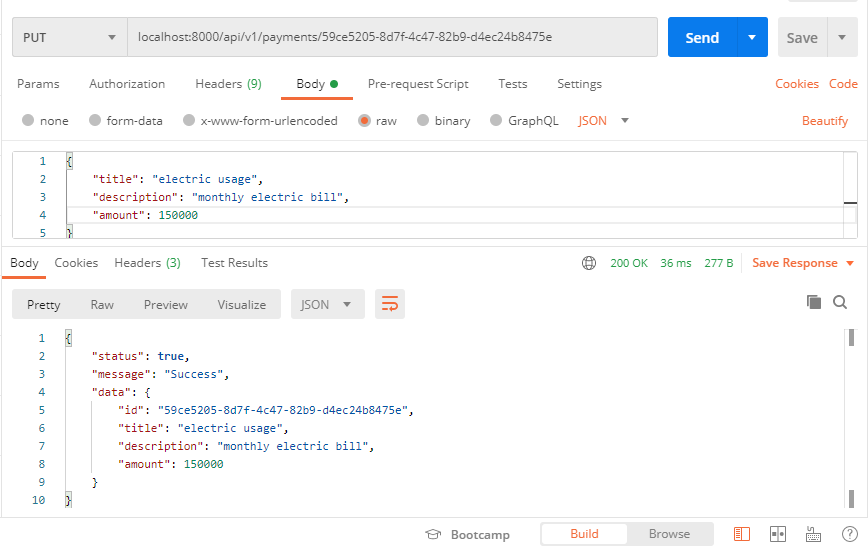 PUT localhost:8000/api/v1/payments/59ce5205-8d7f-4c47-82b9-d4ec24b8475e Send Save
Params Authorization Headers (9) Body Pre-request Script Tests Settings Cookies Code
none form-data x-www-form-urlencoded raw binary GraphQL JSON Beautify
1 {
2 "title": "electric usage",
3 "description": "monthly electric bill",
4 "amount": 150000
5 }
Body Cookies Headers (3) Test Results 200 OK 36 ms 277 B Save Response
Pretty Raw Preview Visualize JSON
1 {
2 "status": true,
3 "message": "Success",
4 "data": {
5 "id": "59ce5205-8d7f-4c47-82b9-d4ec24b8475e",
6 "title": "electric usage",
7 "description": "monthly electric bill",
8 "amount": 150000
9 }
10 }
Bootcamp Build Browse